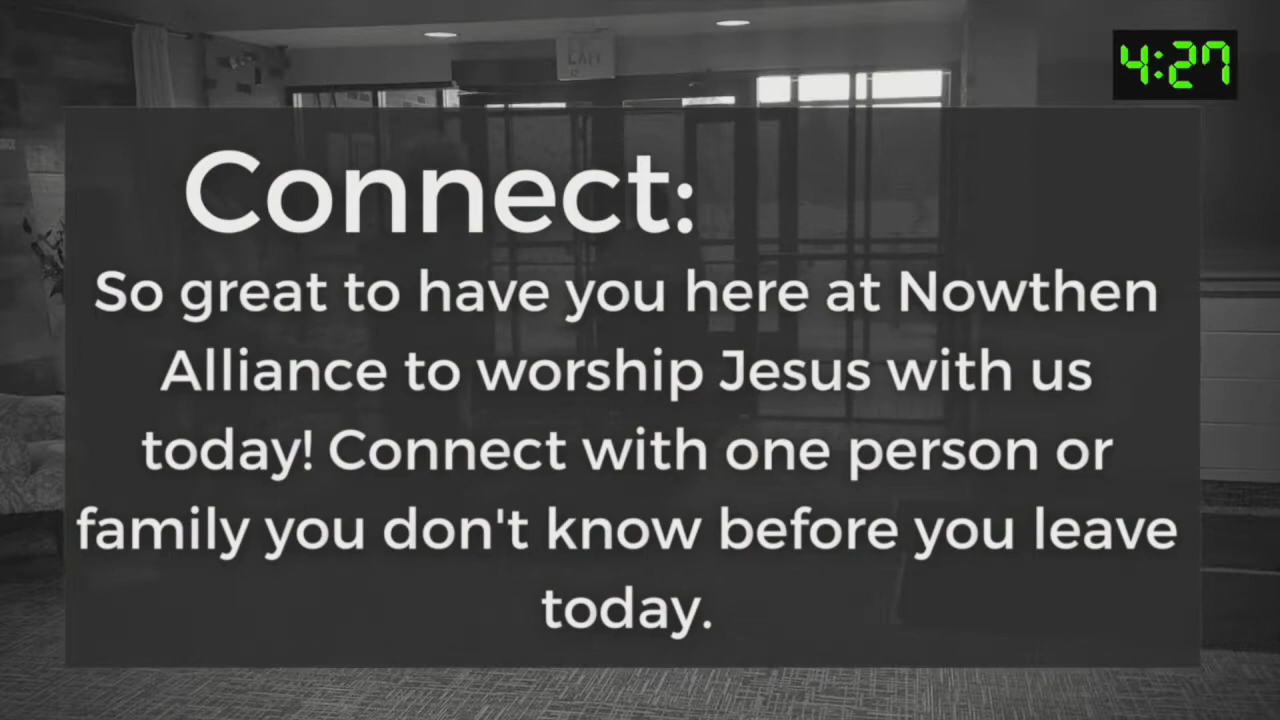 EXIT
4:27
Connect:
So great to have you here at Nowthen
Alliance to worship Jesus with us
today! Connect with one person or
family you don't know before you leave
today.